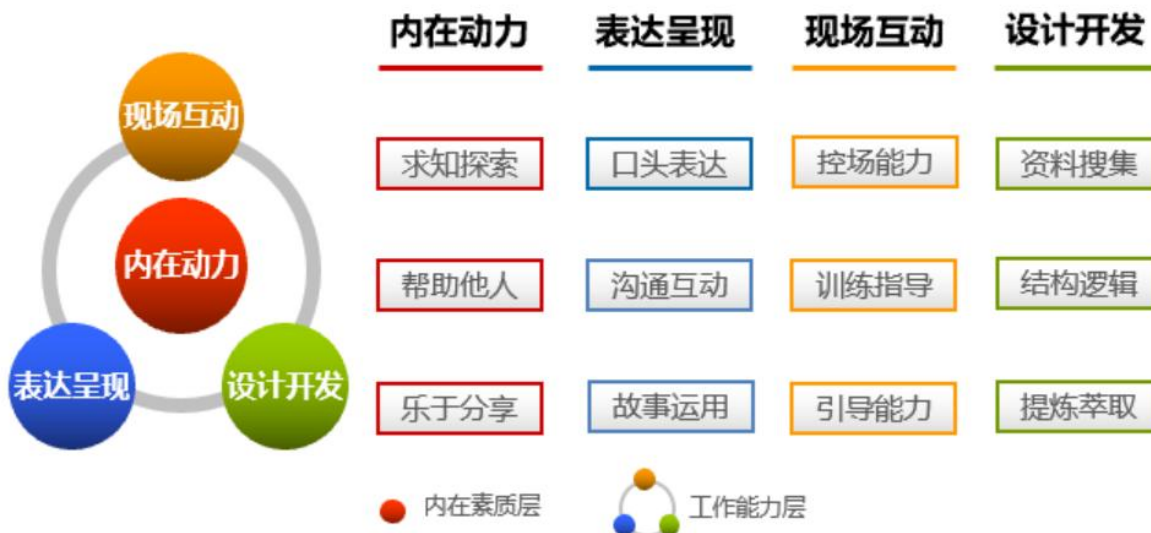 内在动力 表达呈现 现场互动 设计开发
现场互动
求知探索 口头表达 控场能力 资料搜集
内在动力
帮助他人 沟通互动 训练指导 结构逻辑
表达呈现 设计开发
乐于分享 故事运用 引导能力 提炼萃取
内在素质层 工作能力层